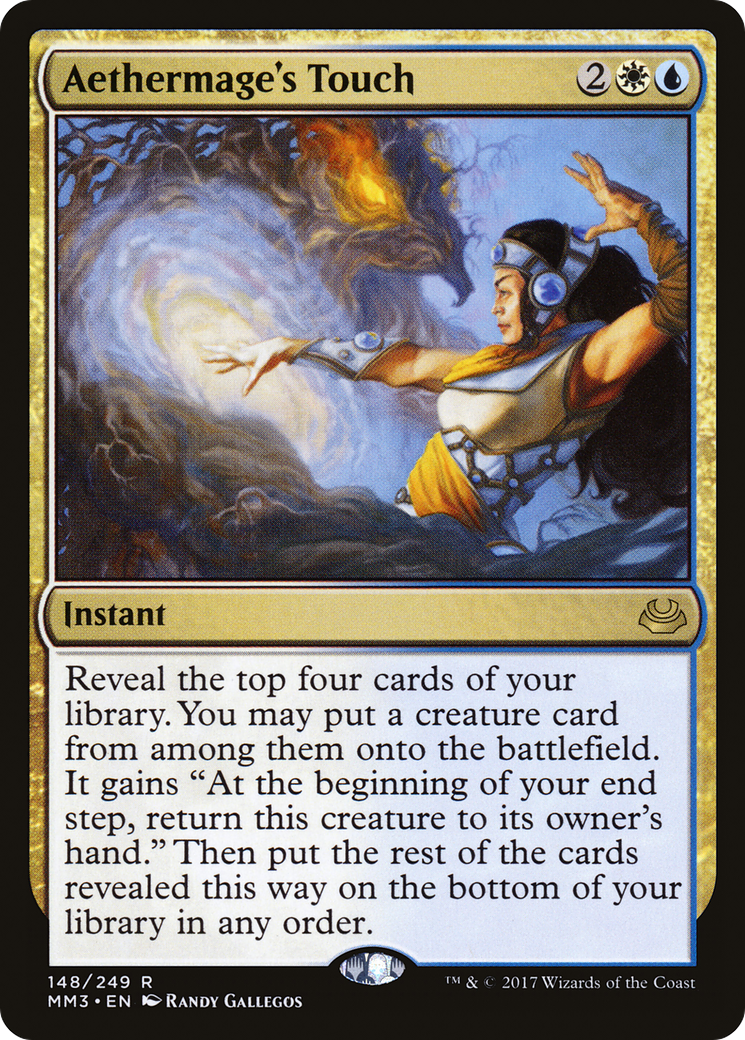 Aethermage's Touch 2
Instant
Reveal the top four cards of your
library. You may put a creature card
from among them onto the battlefield.
It gains “At the beginning of your end
step, return this creature to its owner’s
hand.” Then put the rest of the cards
revealed this way on the bottom of your
library in any order.
148/249 R
MM3 • EN Randy Gallegos
™ & © 2017 Wizards of the Coast